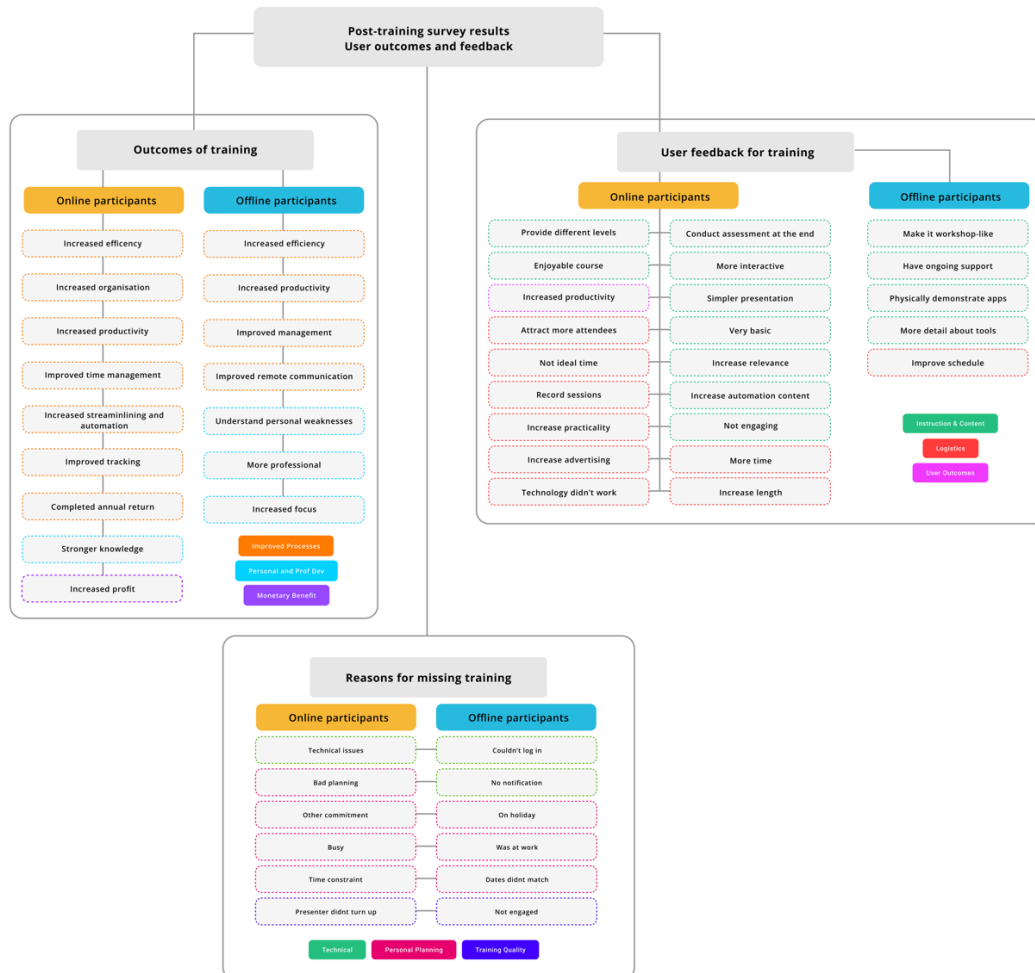 Post-training survey results
User outcomes and feedback
Outcomes of training
Online participants
Increased efficency
Increased organisation
Increased productivity
Improved time management
Increased streaminlining and
automation
Improved tracking
Completed annual return
Stronger knowledge
Increased profit
Offline participants
Increased efficiency
Increased productivity
Improved management
Improved remote communication
Understand personal weaknesses
More professional
Increased focus
Improved Processes
Personal and Prof Dev
Monetary Benefit
User feedback for training
Online participants
Provide different levels
Enjoyable course
Increased productivity
Attract more attendees
Not ideal time
Record sessions
Increase practicality
Increase advertising
Technology didn't work
Conduct assessment at the end
More interactive
Simpler presentation
Very basic
Increase relevance
Increase automation content
Not engaging
More time
Increase length
Offline participants
Make it workshop-like
Have ongoing support
Physically demonstrate apps
More detail about tools
Improve schedule
Instruction & Content
Logistics
User Outcomes
Reasons for missing training
Online participants
Technical issues
Bad planning
Other commitment
Busy
Time constraint
Presenter didnt turn up
Offline participants
Couldn't log in
No notification
On holiday
Was at work
Dates didnt match
Not engaged
Technical
Personal Planning
Training Quality